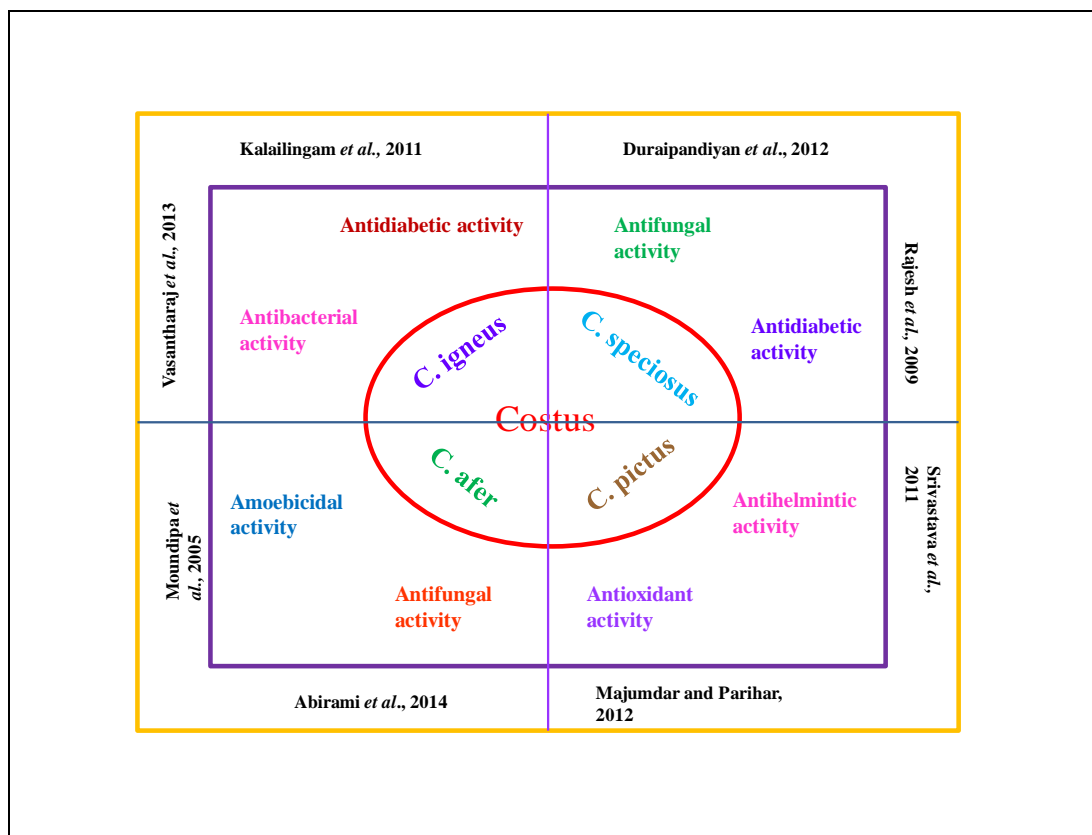 Kalailingam et al., 2011
Duraipandiyan et al., 2012
Vasantharaj et al., 2013
Antidiabetic activity
Antifungal
activity
Rajesh et al., 2009
Antibacterial
activity
C. igneus
C. speciosus
Antidiabetic
activity
Costus
Moundipa et
al., 2005
Amoebicidal
activity
C. afer
C. pictus
Antihelmintic
activity
Srivastava et al.,
2011
Antifungal
activity
Antioxidant
activity
Abirami et al., 2014
Majumdar and Parihar,
2012